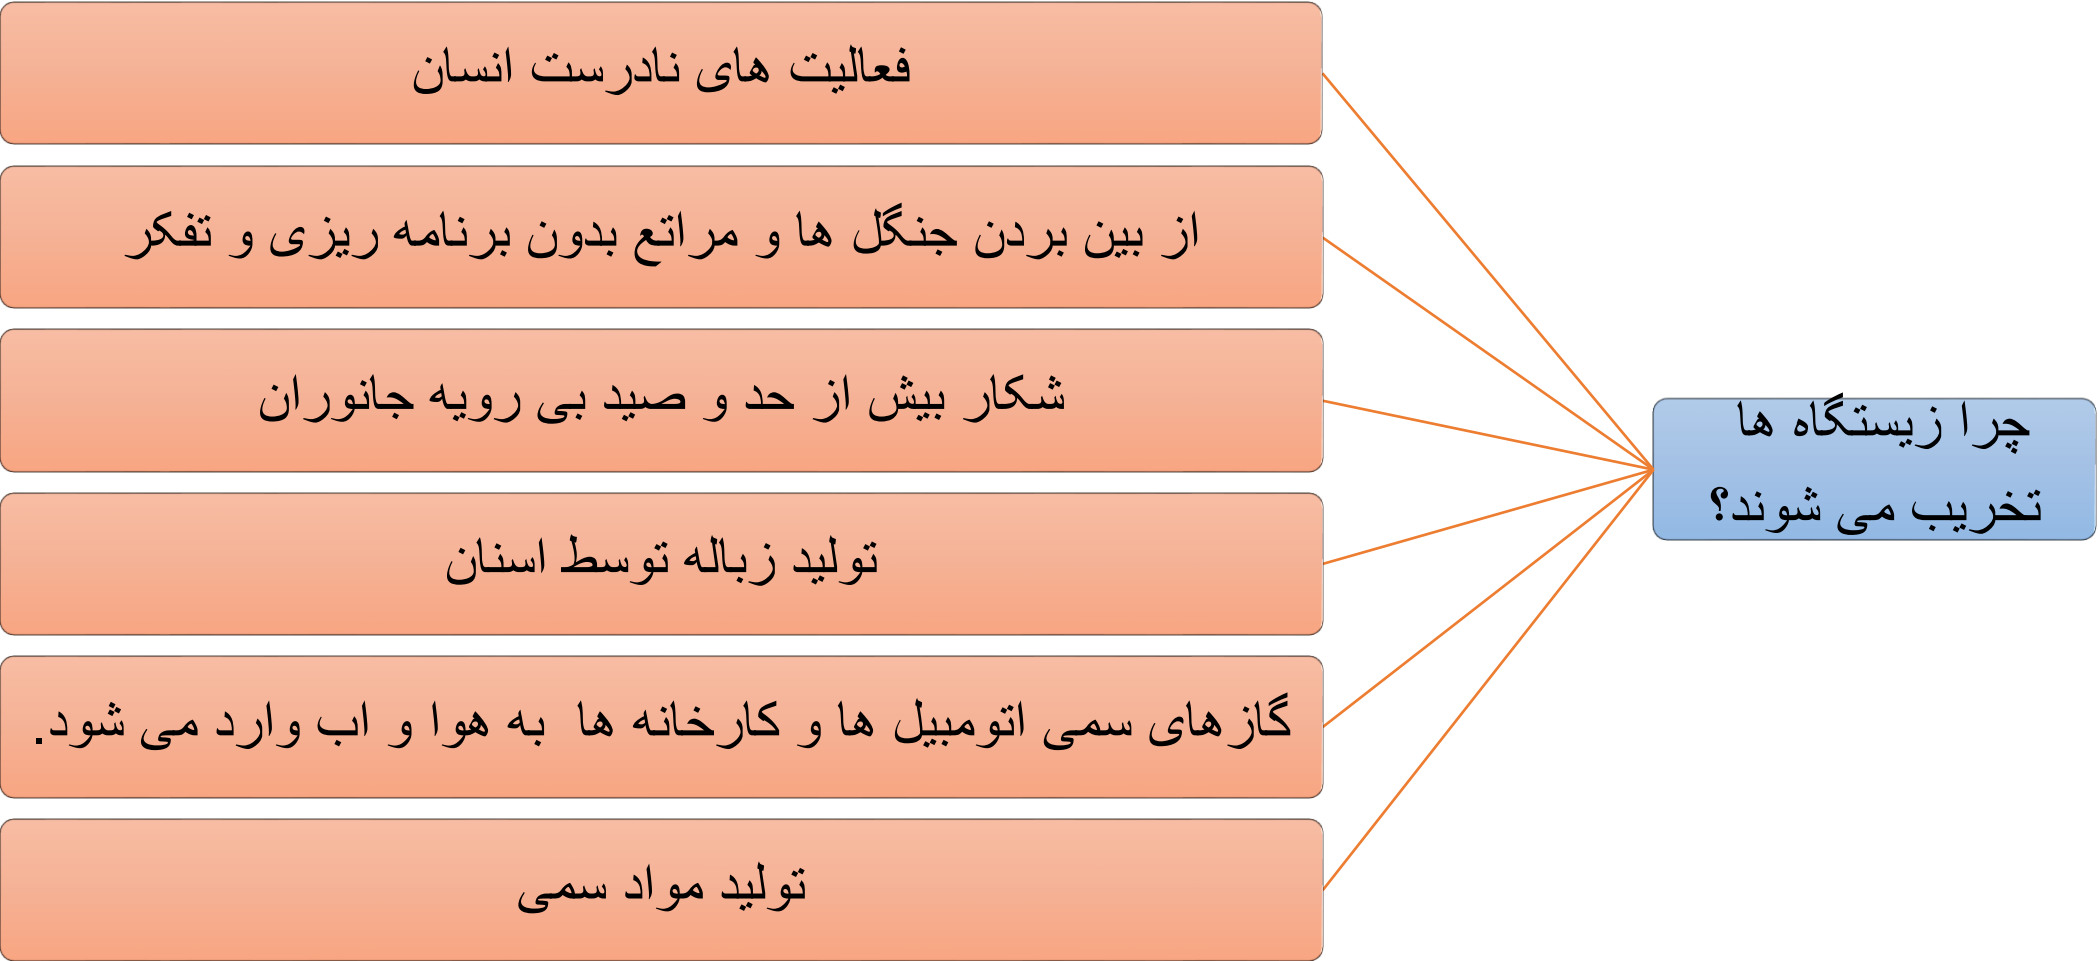 چرا زیستگاه ها
تخریب می شوند؟
فعالیت های نادرست انسان
از بین بردن جنگل ها و مراتع بدون برنامه ریزی و تفکر
شکار بیش از حد و صید بی رویه جانوران
تولید زباله توسط اسنان
گازهای سمی اتومبیل ها و کارخانه ها  به هوا و اب وارد می شود.
تولید مواد سمی